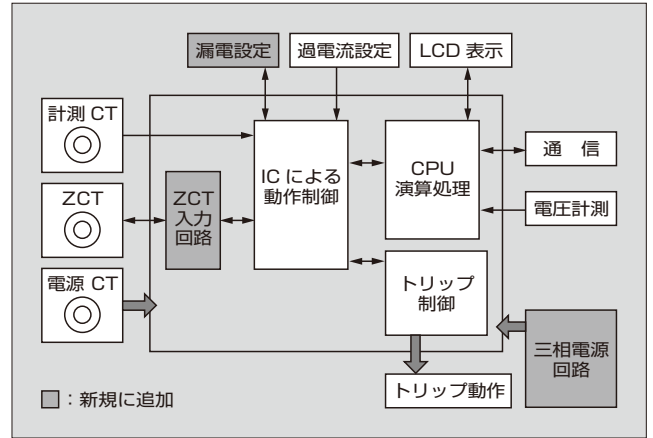 漏電設定
過電流設定
LCD 表示
計測 CT
ZCT
電源 CT
ZCT
入力
回路
IC による
動作制御
CPU
演算処理
トリップ
制御
通　信
電圧計測
三相電源
回路
トリップ動作
：新規に追加